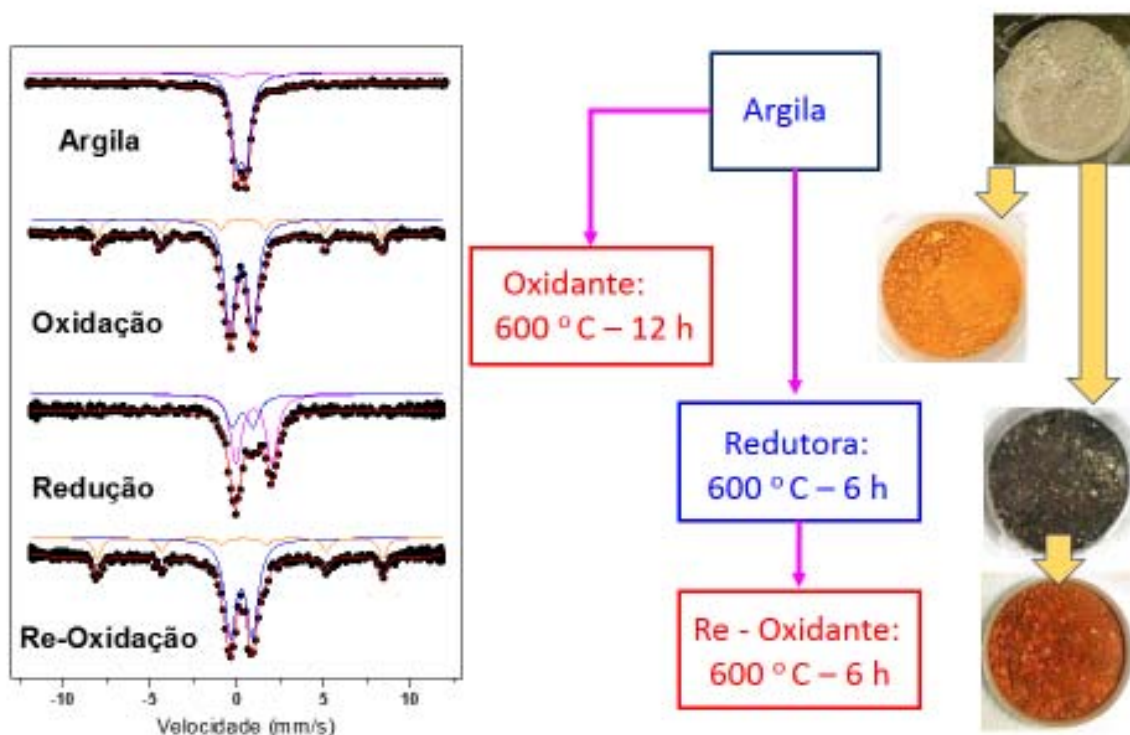 Argila
Oxidação
Redução
Re-Oxidação
-10 -5 0 5 10
Velocidade (mm/s)
Argila
Oxidante:
600 º C – 12 h
Redutora:
600 º C – 6 h
Re - Oxidante:
600 º C – 6 h